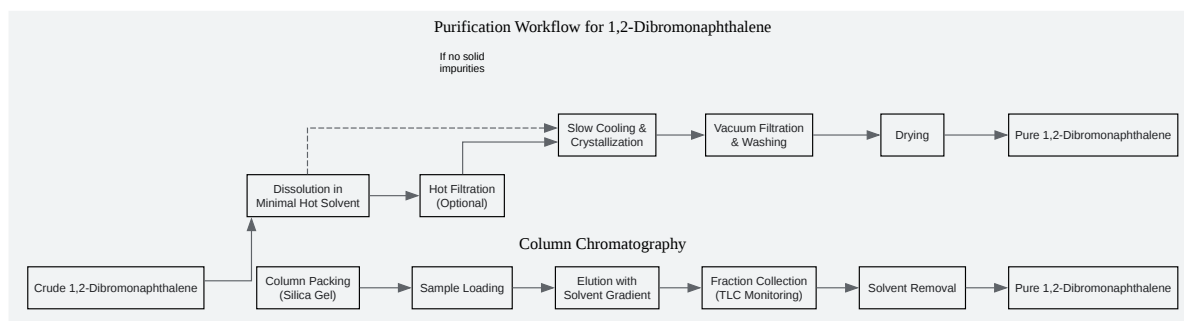 Purification Workflow for 1,2-Dibromonaphthalene
If no solid
impurities
Slow Cooling &
Crystallization
Vacuum Filtration
& Washing
Drying
Pure 1,2-Dibromonaphthalene
Dissolution in
Minimal Hot Solvent
Hot Filtration
(Optional)
Column Chromatography
Crude 1,2-Dibromonaphthalene
Column Packing
(Silica Gel)
Sample Loading
Elution with
Solvent Gradient
Fraction Collection
(TLC Monitoring)
Solvent Removal
Pure 1,2-Dibromonaphthalene